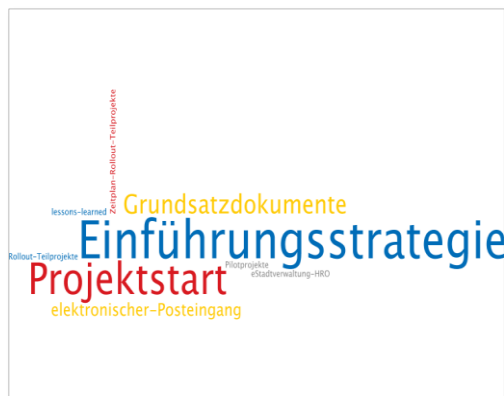 Zeitplan-Rollout-Teilprojekte
Grundsatzdokumente
lessons-learned
Einführungsstrategie
Rollout-Teilprojekte
Pilotprojekte
Projektstart
eStadtverwaltung-HRO
elektronischer-Posteingang